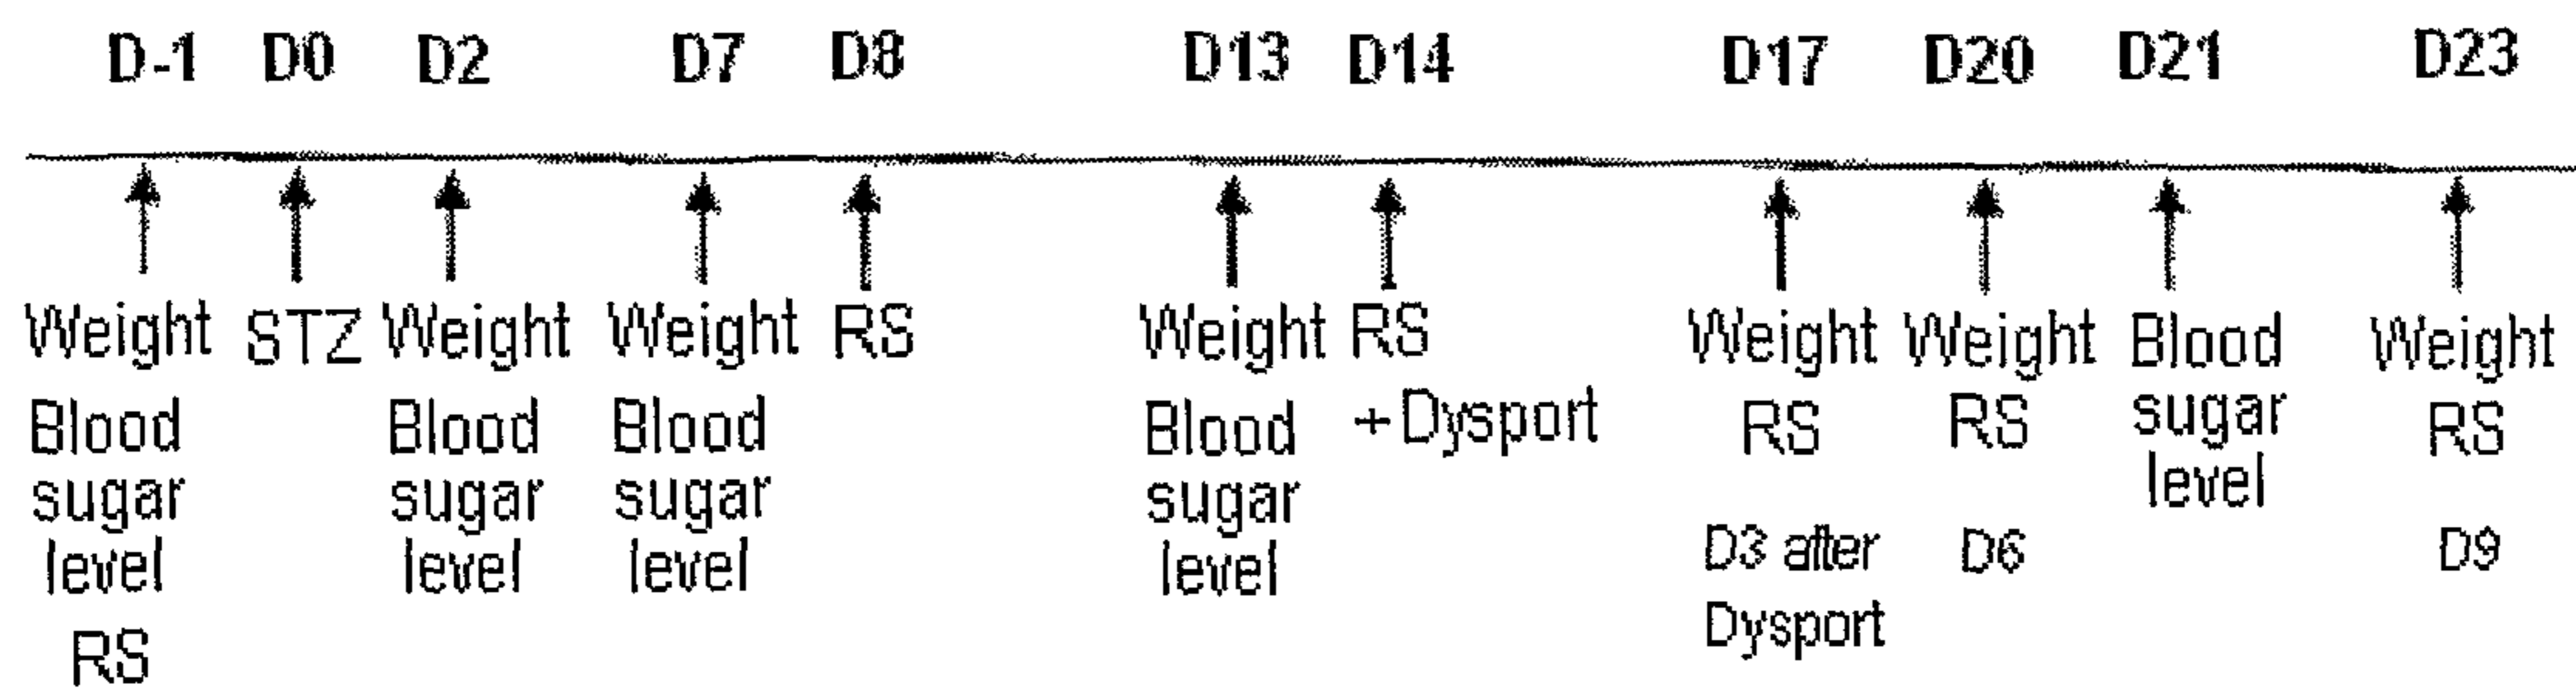 D-1 D0 D2 D7 D8 D13 D14 D17 D20 D21 D23
Weight STZ Weight Weight RS Weight RS Weight Weight Blood Weight
Blood Blood Blood Blood +Dysport RS RS sugar RS
sugar sugar sugar sugar level
level level level level D3 after D6 D9
RS Dysport